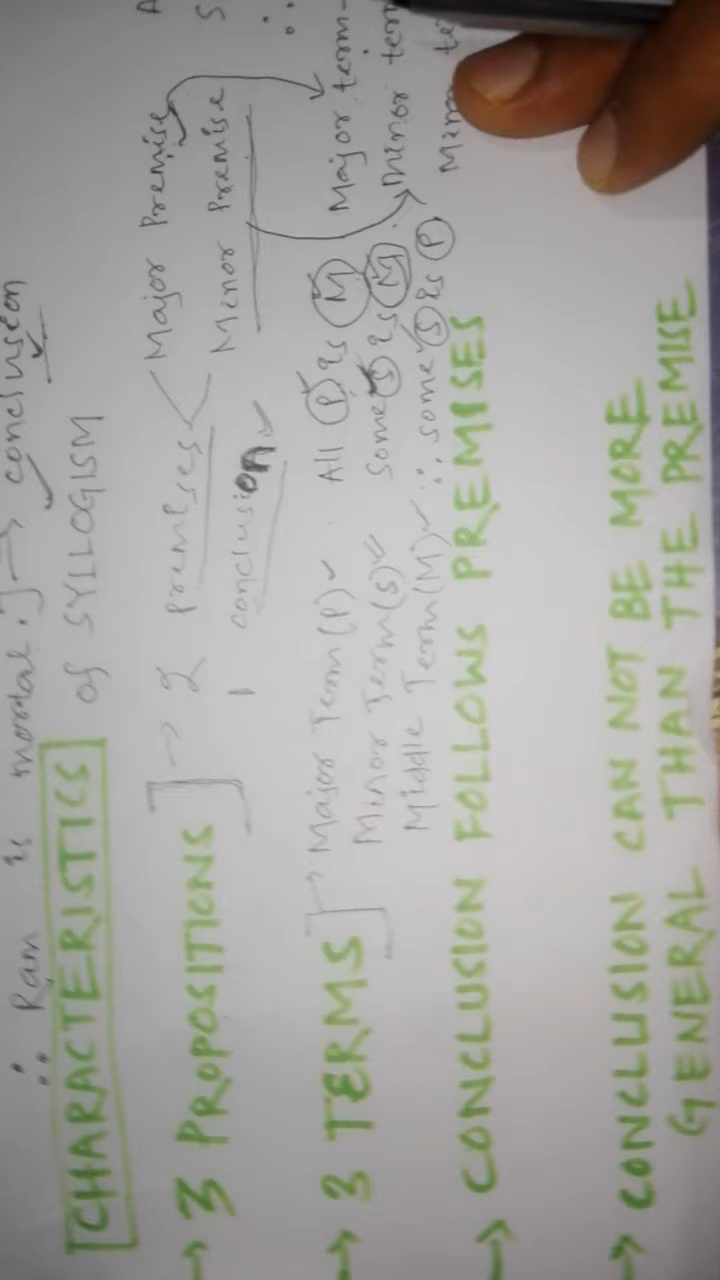 ∴ Ram is mortal.] → conclusion
CHARACTERISTICS of SYLLOGISM
→ 3 PROPOSITIONS ] → 2 premises < Major Premise
Minor Premise
1 conclusion
→ 3 TERMS ] → Major Term (P) All P is M Major term
Minor Term (S) Some S is M. minor term
Middle Term (M) ∴ some S is P
→ CONCLUSION FOLLOWS PREMISES
→ CONCLUSION CAN NOT BE MORE
GENERAL THAN THE PREMISE